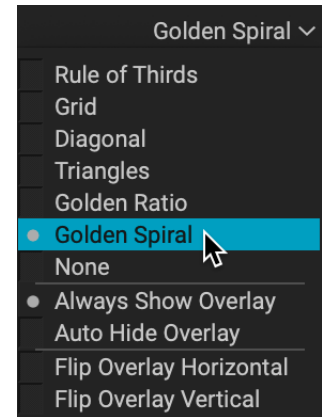 Golden Spiral
Rule of Thirds
Grid
Diagonal
Triangles
Golden Ratio
Golden Spiral
None
Always Show Overlay
Auto Hide Overlay
Flip Overlay Horizontal
Flip Overlay Vertical